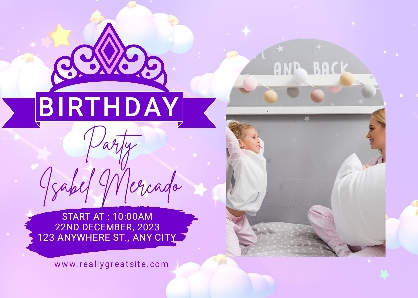 BIRTHDAY
Party
Isabel Mercado
START AT : 10:00AM
22ND DECEMBER, 2023
123 ANYWHERE ST., ANY CITY
www.reallygreatsite.com
AND BACK